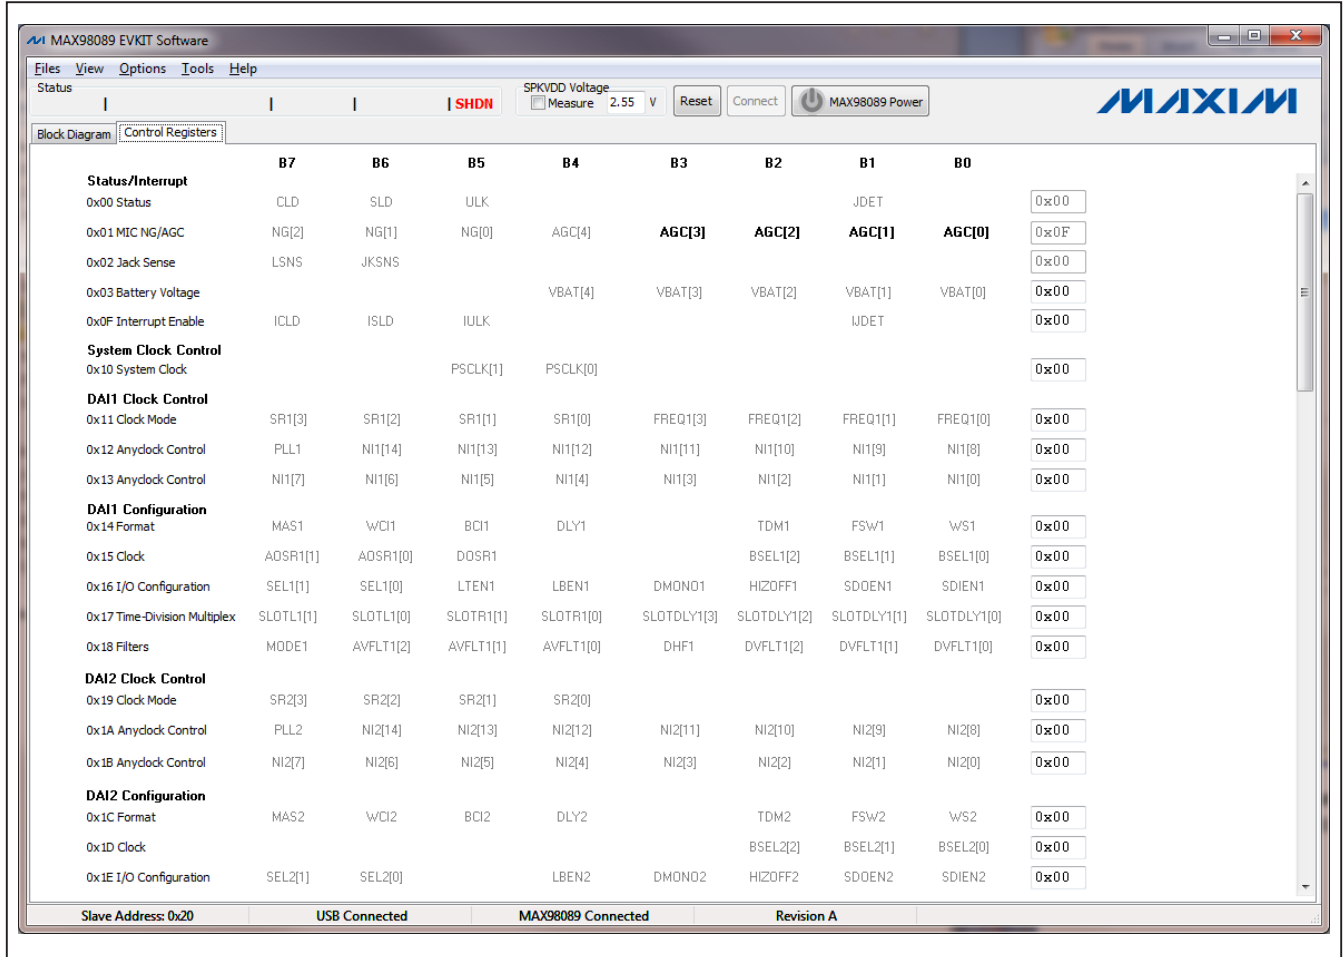 MAX98089 EVKIT Software
Files View Options Tools Help
Status
SHDN
SPKVDD Voltage
Measure 2.55 V
Reset
Connect
MAX98089 Power
MAXIM
Block Diagram Control Registers
B7 B6 B5 B4 B3 B2 B1 B0
Status/Interrupt
0x00 Status CLD SLD ULK JDET 0x00
0x01 MIC NG/AGC NG[2] NG[1] NG[0] AGC[4] AGC[3] AGC[2] AGC[1] AGC[0] 0x0F
0x02 Jack Sense LSNS JKSNS 0x00
0x03 Battery Voltage VBAT[4] VBAT[3] VBAT[2] VBAT[1] VBAT[0] 0x00
0x0F Interrupt Enable ICLD ISLD IULK IJDET 0x00
System Clock Control
0x10 System Clock PSCLK[1] PSCLK[0] 0x00
DAI1 Clock Control
0x11 Clock Mode SR1[3] SR1[2] SR1[1] SR1[0] FREQ1[3] FREQ1[2] FREQ1[1] FREQ1[0] 0x00
0x12 Anyclock Control PLL1 NI1[14] NI1[13] NI1[12] NI1[11] NI1[10] NI1[9] NI1[8] 0x00
0x13 Anyclock Control NI1[7] NI1[6] NI1[5] NI1[4] NI1[3] NI1[2] NI1[1] NI1[0] 0x00
DAI1 Configuration
0x14 Format MAS1 WCI1 BCI1 DLY1 TDM1 FSW1 WS1 0x00
0x15 Clock AOSR1[1] AOSR1[0] DOSR1 BSEL1[2] BSEL1[1] BSEL1[0] 0x00
0x16 I/O Configuration SEL1[1] SEL1[0] LTEN1 LBEN1 DMONO1 HIZOFF1 SDOEN1 SDIEN1 0x00
0x17 Time-Division Multiplex SLOTL1[1] SLOTL1[0] SLOTR1[1] SLOTR1[0] SLOTDLY1[3] SLOTDLY1[2] SLOTDLY1[1] SLOTDLY1[0] 0x00
0x18 Filters MODE1 AVFLT1[2] AVFLT1[1] AVFLT1[0] DHF1 DVFLT1[2] DVFLT1[1] DVFLT1[0] 0x00
DAI2 Clock Control
0x19 Clock Mode SR2[3] SR2[2] SR2[1] SR2[0] 0x00
0x1A Anyclock Control PLL2 NI2[14] NI2[13] NI2[12] NI2[11] NI2[10] NI2[9] NI2[8] 0x00
0x1B Anyclock Control NI2[7] NI2[6] NI2[5] NI2[4] NI2[3] NI2[2] NI2[1] NI2[0] 0x00
DAI2 Configuration
0x1C Format MAS2 WCI2 BCI2 DLY2 TDM2 FSW2 WS2 0x00
0x1D Clock BSEL2[2] BSEL2[1] BSEL2[0] 0x00
0x1E I/O Configuration SEL2[1] SEL2[0] LBEN2 DMONO2 HIZOFF2 SDOEN2 SDIEN2 0x00
Slave Address: 0x20 USB Connected MAX98089 Connected Revision A